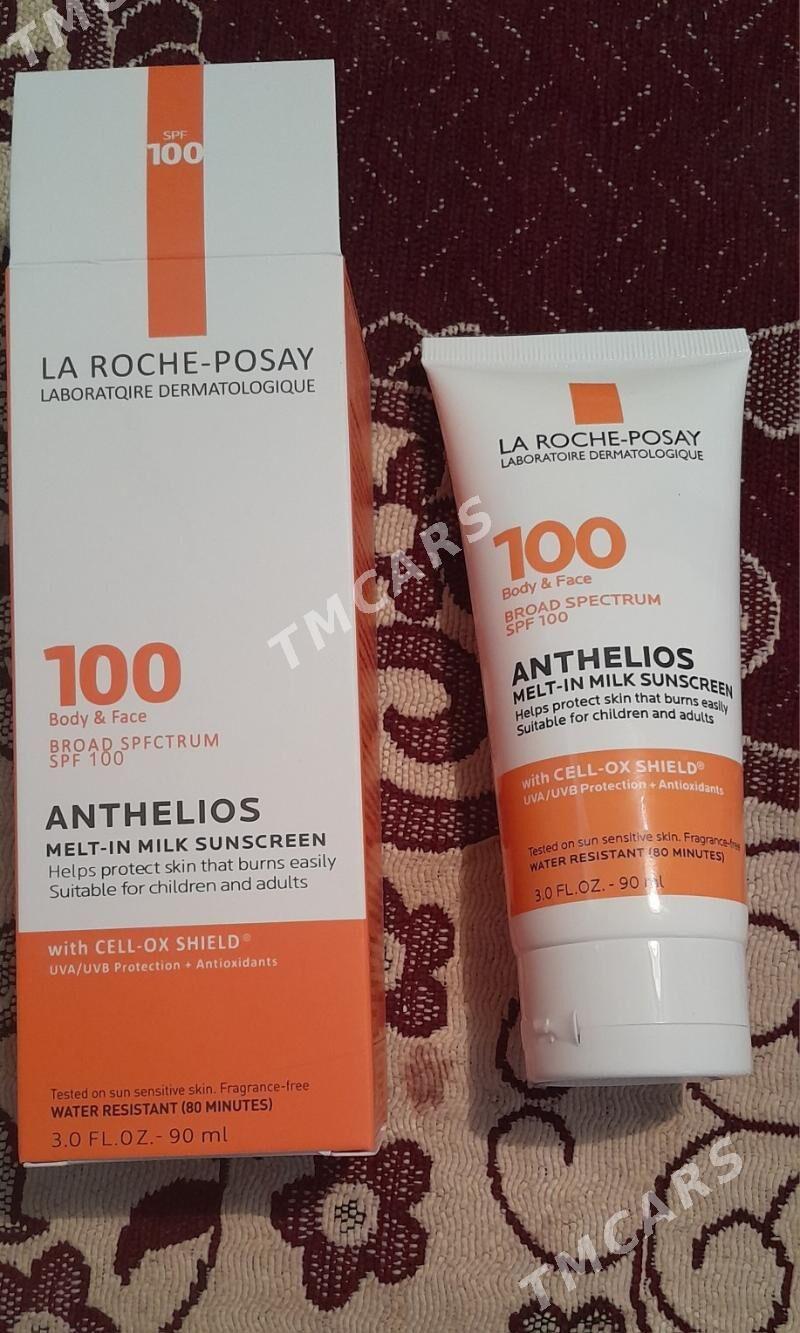 SPF
100
LA ROCHE-POSAY
LABORATQIRE DERMATOLOGIQUE
100
Body & Face
BROAD SPFCTRUM
SPF 100
ANTHELIOS
MELT-IN MILK SUNSCREEN
Helps protect skin that burns easily
Suitable for children and adults
with CELL-OX SHIELD®
UVA/UVB Protection + Antioxidants
Tested on sun sensitive skin. Fragrance-free
WATER RESISTANT (80 MINUTES)
3.0 FL.OZ.- 90 ml
LA ROCHE-POSAY
LABORATOIRE DERMATOLOGIQUE
100
Body & Face
BROAD SPECTRUM
SPF 100
ANTHELIOS
MELT-IN MILK SUNSCREEN
Helps protect skin that burns easily
Suitable for children and adults
with CELL-OX SHIELD®
UVA/UVB Protection + Antioxidants
Tested on sun sensitive skin. Fragrance-free
WATER RESISTANT (80 MINUTES)
3.0 FL.OZ. - 90 ml
TMCARS
TMCARS
TMCARS